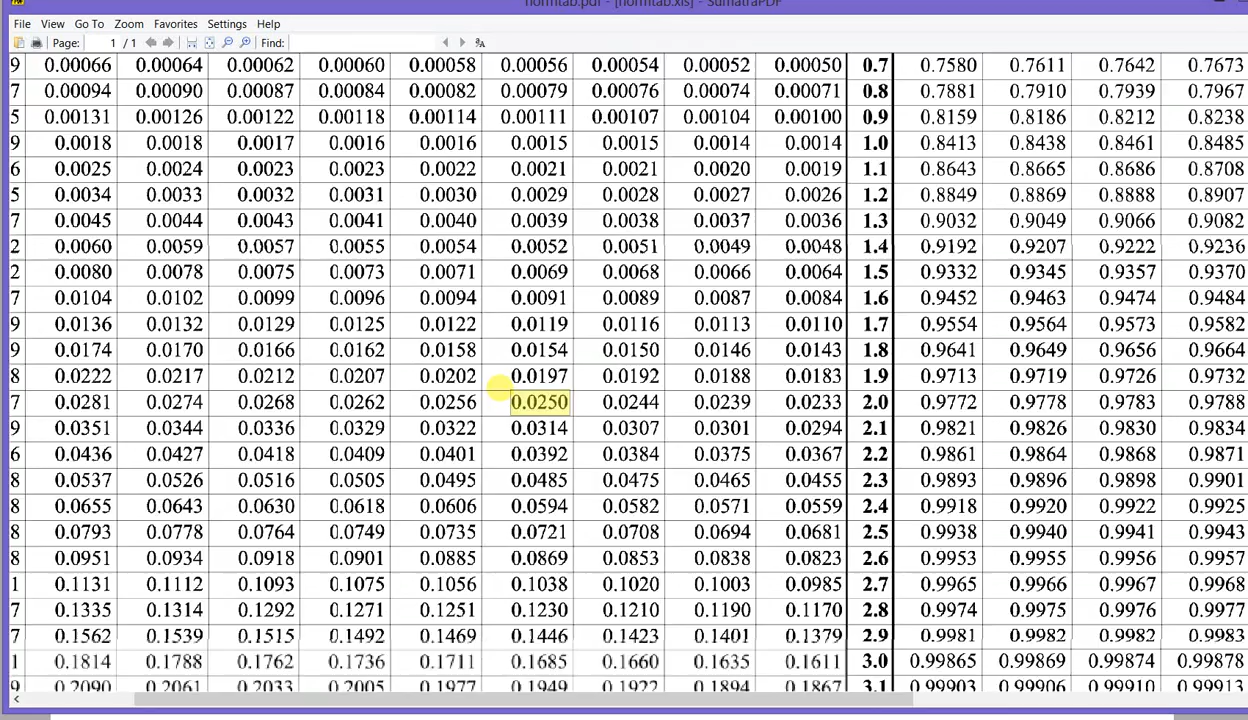 normtab.pdf - [normtab.xls] - SumatraPDF
File View Go To Zoom Favorites Settings Help
Page: 1 / 1 Find:
9 0.00066 0.00064 0.00062 0.00060 0.00058 0.00056 0.00054 0.00052 0.00050 0.7 0.7580 0.7611 0.7642 0.7673
7 0.00094 0.00090 0.00087 0.00084 0.00082 0.00079 0.00076 0.00074 0.00071 0.8 0.7881 0.7910 0.7939 0.7967
5 0.00131 0.00126 0.00122 0.00118 0.00114 0.00111 0.00107 0.00104 0.00100 0.9 0.8159 0.8186 0.8212 0.8238
9 0.0018 0.0018 0.0017 0.0016 0.0016 0.0015 0.0015 0.0014 0.0014 1.0 0.8413 0.8438 0.8461 0.8485
6 0.0025 0.0024 0.0023 0.0023 0.0022 0.0021 0.0021 0.0020 0.0019 1.1 0.8643 0.8665 0.8686 0.8708
5 0.0034 0.0033 0.0032 0.0031 0.0030 0.0029 0.0028 0.0027 0.0026 1.2 0.8849 0.8869 0.8888 0.8907
7 0.0045 0.0044 0.0043 0.0041 0.0040 0.0039 0.0038 0.0037 0.0036 1.3 0.9032 0.9049 0.9066 0.9082
2 0.0060 0.0059 0.0057 0.0055 0.0054 0.0052 0.0051 0.0049 0.0048 1.4 0.9192 0.9207 0.9222 0.9236
2 0.0080 0.0078 0.0075 0.0073 0.0071 0.0069 0.0068 0.0066 0.0064 1.5 0.9332 0.9345 0.9357 0.9370
7 0.0104 0.0102 0.0099 0.0096 0.0094 0.0091 0.0089 0.0087 0.0084 1.6 0.9452 0.9463 0.9474 0.9484
9 0.0136 0.0132 0.0129 0.0125 0.0122 0.0119 0.0116 0.0113 0.0110 1.7 0.9554 0.9564 0.9573 0.9582
9 0.0174 0.0170 0.0166 0.0162 0.0158 0.0154 0.0150 0.0146 0.0143 1.8 0.9641 0.9649 0.9656 0.9664
8 0.0222 0.0217 0.0212 0.0207 0.0202 0.0197 0.0192 0.0188 0.0183 1.9 0.9713 0.9719 0.9726 0.9732
7 0.0281 0.0274 0.0268 0.0262 0.0256 0.0250 0.0244 0.0239 0.0233 2.0 0.9772 0.9778 0.9783 0.9788
9 0.0351 0.0344 0.0336 0.0329 0.0322 0.0314 0.0307 0.0301 0.0294 2.1 0.9821 0.9826 0.9830 0.9834
6 0.0436 0.0427 0.0418 0.0409 0.0401 0.0392 0.0384 0.0375 0.0367 2.2 0.9861 0.9864 0.9868 0.9871
8 0.0537 0.0526 0.0516 0.0505 0.0495 0.0485 0.0475 0.0465 0.0455 2.3 0.9893 0.9896 0.9898 0.9901
8 0.0655 0.0643 0.0630 0.0618 0.0606 0.0594 0.0582 0.0571 0.0559 2.4 0.9918 0.9920 0.9922 0.9925
8 0.0793 0.0778 0.0764 0.0749 0.0735 0.0721 0.0708 0.0694 0.0681 2.5 0.9938 0.9940 0.9941 0.9943
8 0.0951 0.0934 0.0918 0.0901 0.0885 0.0869 0.0853 0.0838 0.0823 2.6 0.9953 0.9955 0.9956 0.9957
1 0.1131 0.1112 0.1093 0.1075 0.1056 0.1038 0.1020 0.1003 0.0985 2.7 0.9965 0.9966 0.9967 0.9968
7 0.1335 0.1314 0.1292 0.1271 0.1251 0.1230 0.1210 0.1190 0.1170 2.8 0.9974 0.9975 0.9976 0.9977
7 0.1562 0.1539 0.1515 0.1492 0.1469 0.1446 0.1423 0.1401 0.1379 2.9 0.9981 0.9982 0.9982 0.9983
1 0.1814 0.1788 0.1762 0.1736 0.1711 0.1685 0.1660 0.1635 0.1611 3.0 0.99865 0.99869 0.99874 0.99878
9 0.2090 0.2061 0.2033 0.2005 0.1977 0.1949 0.1922 0.1894 0.1867 3.1 0.99903 0.99906 0.99910 0.99913